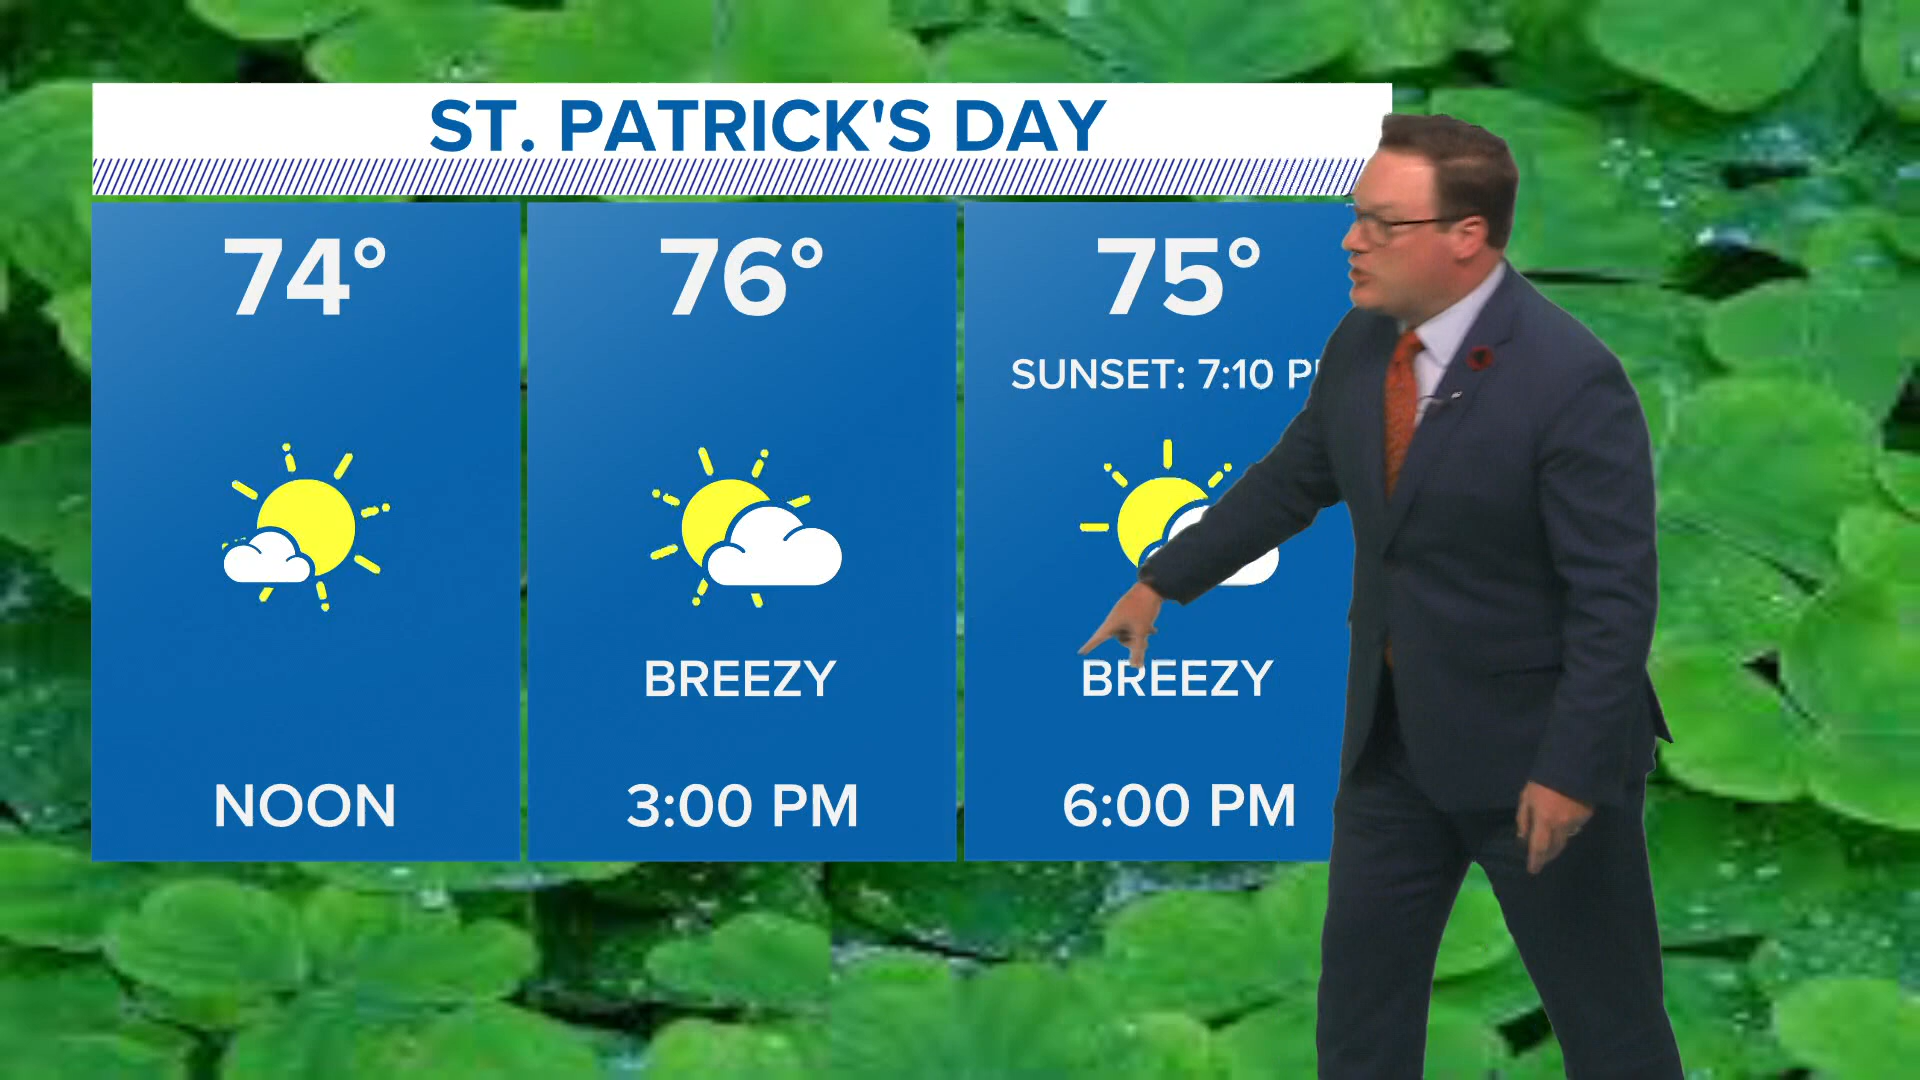 ST. PATRICK'S DAY
74°
76°
75°
SUNSET: 7:10
BREEZY
BREEZY
NOON
3:00 PM
6:00 PM